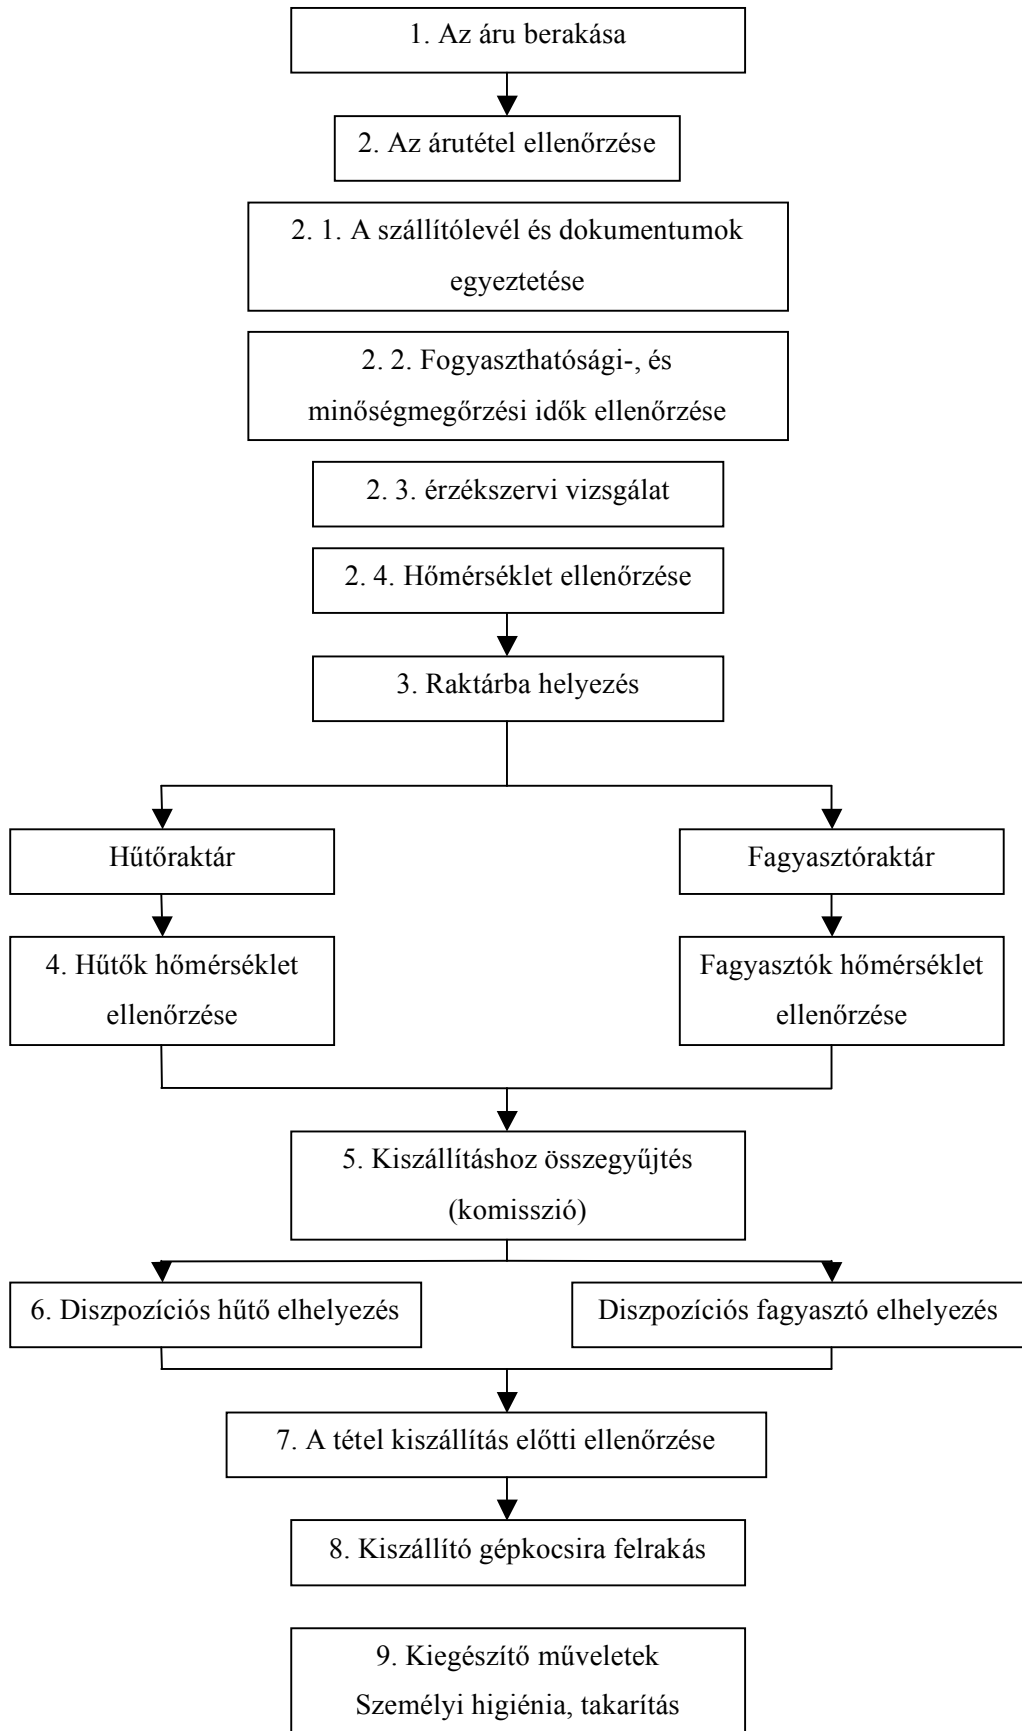 1. Az áru berakása
2. Az árutétel ellenőrzése
2. 1. A szállítólevél és dokumentumok
egyeztetése
2. 2. Fogyaszthatósági-, és
minőségmegőrzési idők ellenőrzése
2. 3. érzékszervi vizsgálat
2. 4. Hőmérséklet ellenőrzése
3. Raktárba helyezés
Hűtőraktár
Fagyasztóraktár
4. Hűtők hőmérséklet
ellenőrzése
Fagyasztók hőmérséklet
ellenőrzése
5. Kiszállításhoz összegyűjtés
(komisszió)
6. Diszpozíciós hűtő elhelyezés
Diszpozíciós fagyasztó elhelyezés
7. A tétel kiszállítás előtti ellenőrzése
8. Kiszállító gépkocsira felrakás
9. Kiegészítő műveletek
Személyi higiénia, takarítás